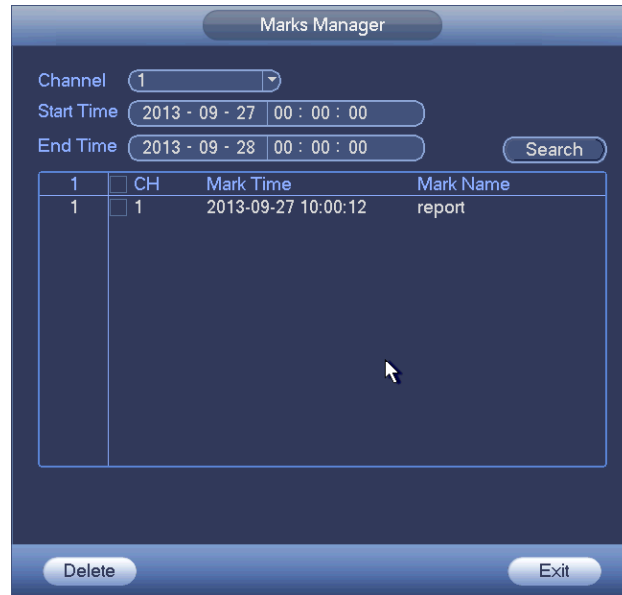 Marks Manager
Channel 1
Start Time 2013 - 09 - 27 00 : 00 : 00
End Time 2013 - 09 - 28 00 : 00 : 00
Search
1 CH Mark Time Mark Name
1 1 2013-09-27 10:00:12 report
Delete Exit